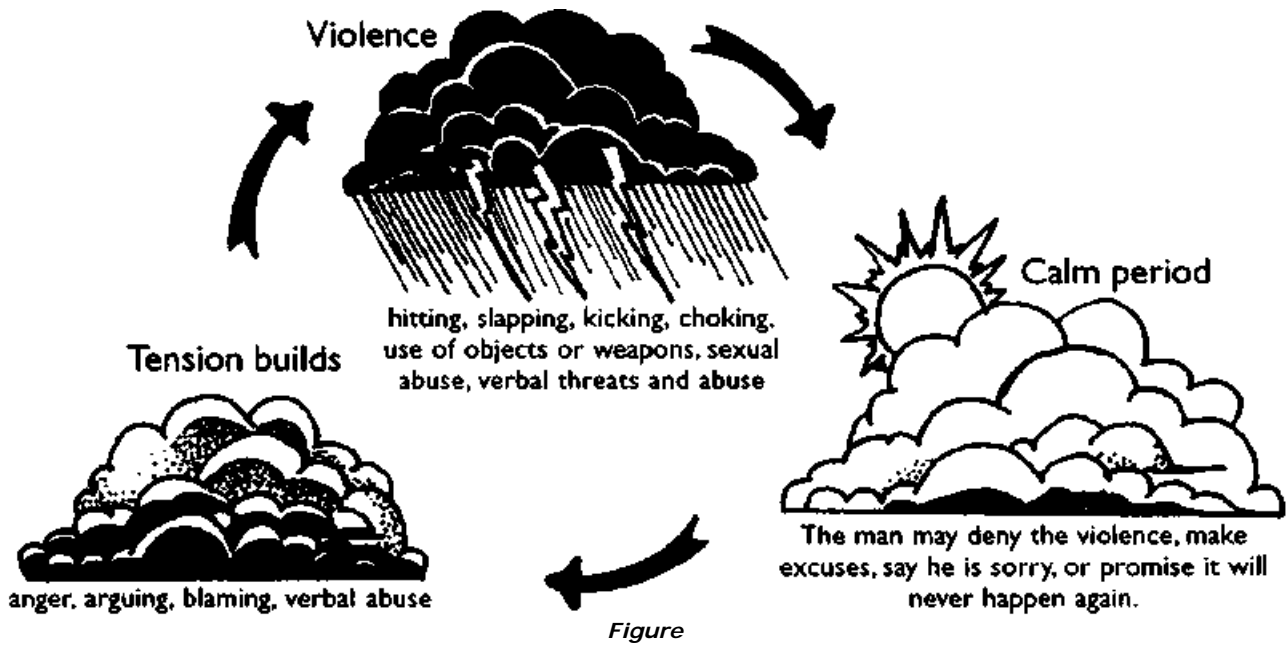 Violence
hitting, slapping, kicking, choking,
use of objects or weapons, sexual
abuse, verbal threats and abuse
Calm period
The man may deny the violence, make
excuses, say he is sorry, or promise it will
never happen again.
Tension builds
anger, arguing, blaming, verbal abuse
Figure